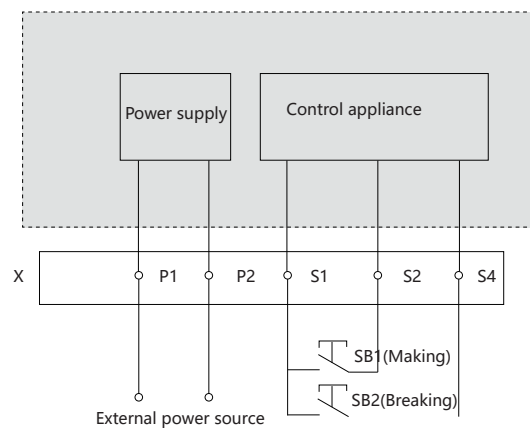 Power supply
Control appliance
X
P1
P2
S1
S2
S4
SB1(Making)
SB2(Breaking)
External power source